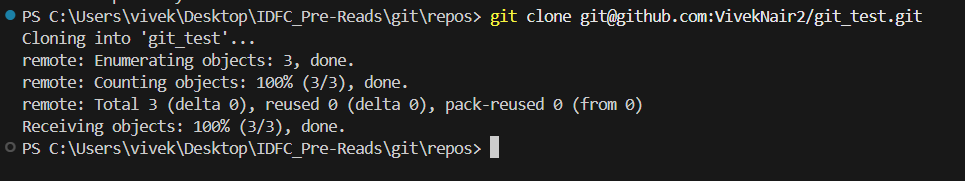 PS C:\Users\vivek\Desktop\IDFC_Pre-Reads\git\repos> git clone git@github.com:VivekNair2/git_test.git
Cloning into 'git_test'...
remote: Enumerating objects: 3, done.
remote: Counting objects: 100% (3/3), done.
remote: Total 3 (delta 0), reused 0 (delta 0), pack-reused 0 (from 0)
Receiving objects: 100% (3/3), done.
PS C:\Users\vivek\Desktop\IDFC_Pre-Reads\git\repos>